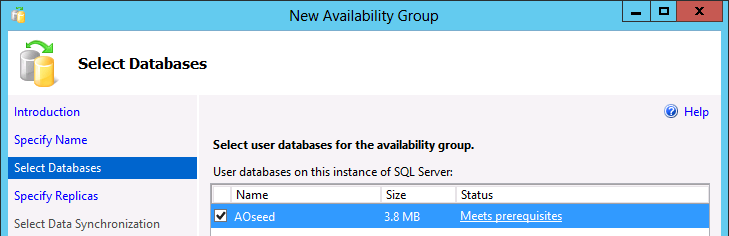 New Availability Group
Select Databases
Introduction
Help
Specify Name
Select Databases
Specify Replicas
Select Data Synchronization
Select user databases for the availability group.
User databases on this instance of SQL Server:
Name Size Status
AOseed 3.8 MB Meets prerequisites